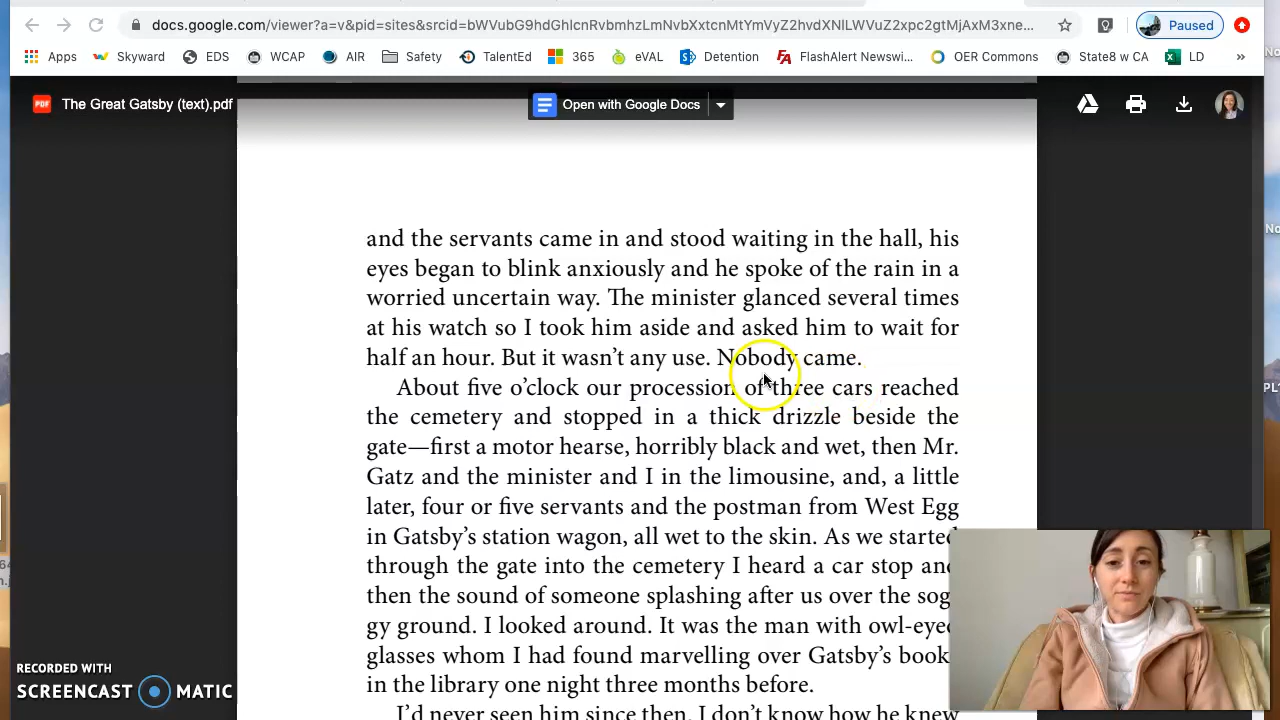 docs.google.com/viewer?a=v&pid=sites&srcid=bWVubG9hdGhlcnRvbmhzLmNvbXxtcnMtYmVyZ2hvdXNlLWVuZ2xpc2gtMjAxM3xne...
Paused
Apps Skyward EDS WCAP AIR Safety TalentEd 365 eVAL Detention FlashAlert Newswi... OER Commons State8 w CA LD »
The Great Gatsby (text).pdf
Open with Google Docs
and the servants came in and stood waiting in the hall, his
eyes began to blink anxiously and he spoke of the rain in a
worried uncertain way. The minister glanced several times
at his watch so I took him aside and asked him to wait for
half an hour. But it wasn't any use. Nobody came.
About five o'clock our procession of three cars reached
the cemetery and stopped in a thick drizzle beside the
gate—first a motor hearse, horribly black and wet, then Mr.
Gatz and the minister and I in the limousine, and, a little
later, four or five servants and the postman from West Egg
in Gatsby's station wagon, all wet to the skin. As we started
through the gate into the cemetery I heard a car stop and
then the sound of someone splashing after us over the sog
gy ground. I looked around. It was the man with owl-eyed
glasses whom I had found marvelling over Gatsby's book
in the library one night three months before.
I'd never seen him since then. I don't know how he knew
RECORDED WITH
SCREENCAST MATIC